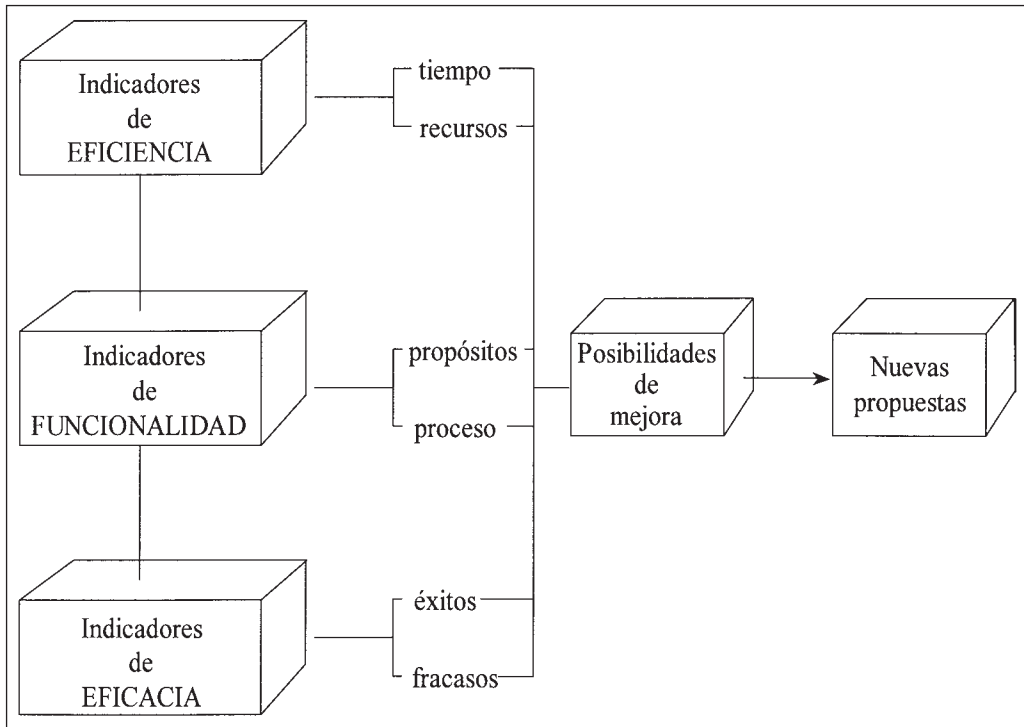 Indicadores
de
EFICIENCIA
tiempo
recursos
Indicadores
de
FUNCIONALIDAD
propósitos
proceso
Posibilidades
de
mejora
Nuevas
propuestas
Indicadores
de
EFICACIA
éxitos
fracasos